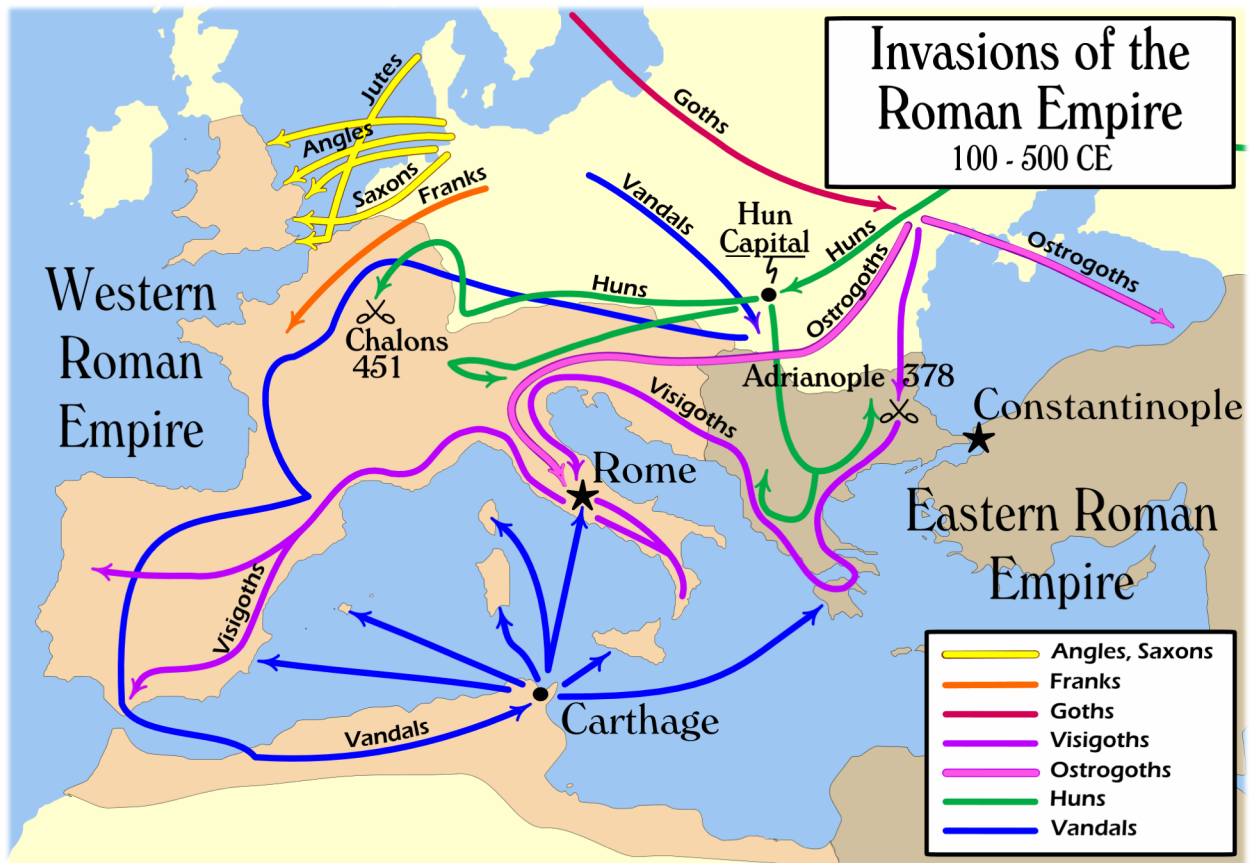 Invasions of the
Roman Empire
100 - 500 CE
Jutes
Angles
Saxons
Franks
Goths
Vandals
Hun
Capital
Huns
Ostrogoths
Ostrogoths
Huns
Western
Roman
Empire
Chalons
451
Adrianople 378
Visigoths
Constantinople
Rome
Eastern Roman
Empire
Visigoths
Carthage
Vandals
Angles, Saxons
Franks
Goths
Visigoths
Ostrogoths
Huns
Vandals